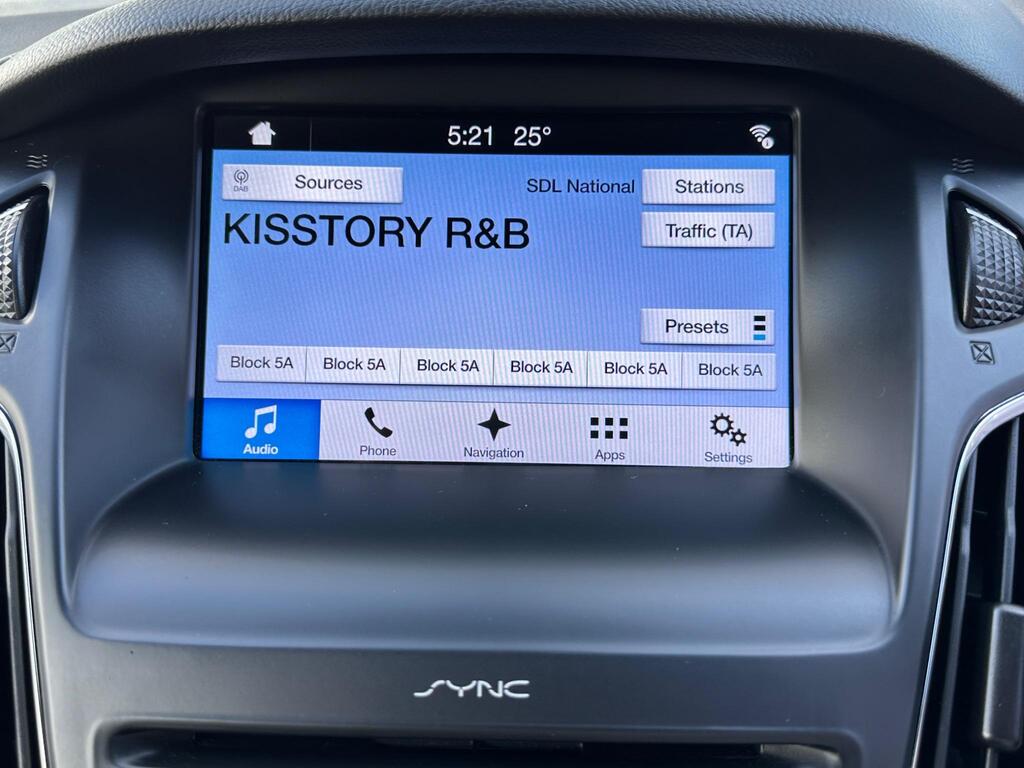 5:21 25°
DAB Sources
SDL National
Stations
KISSTORY R&B
Traffic (TA)
Presets
Block 5A Block 5A Block 5A Block 5A Block 5A Block 5A
Audio Phone Navigation Apps Settings
SYNC